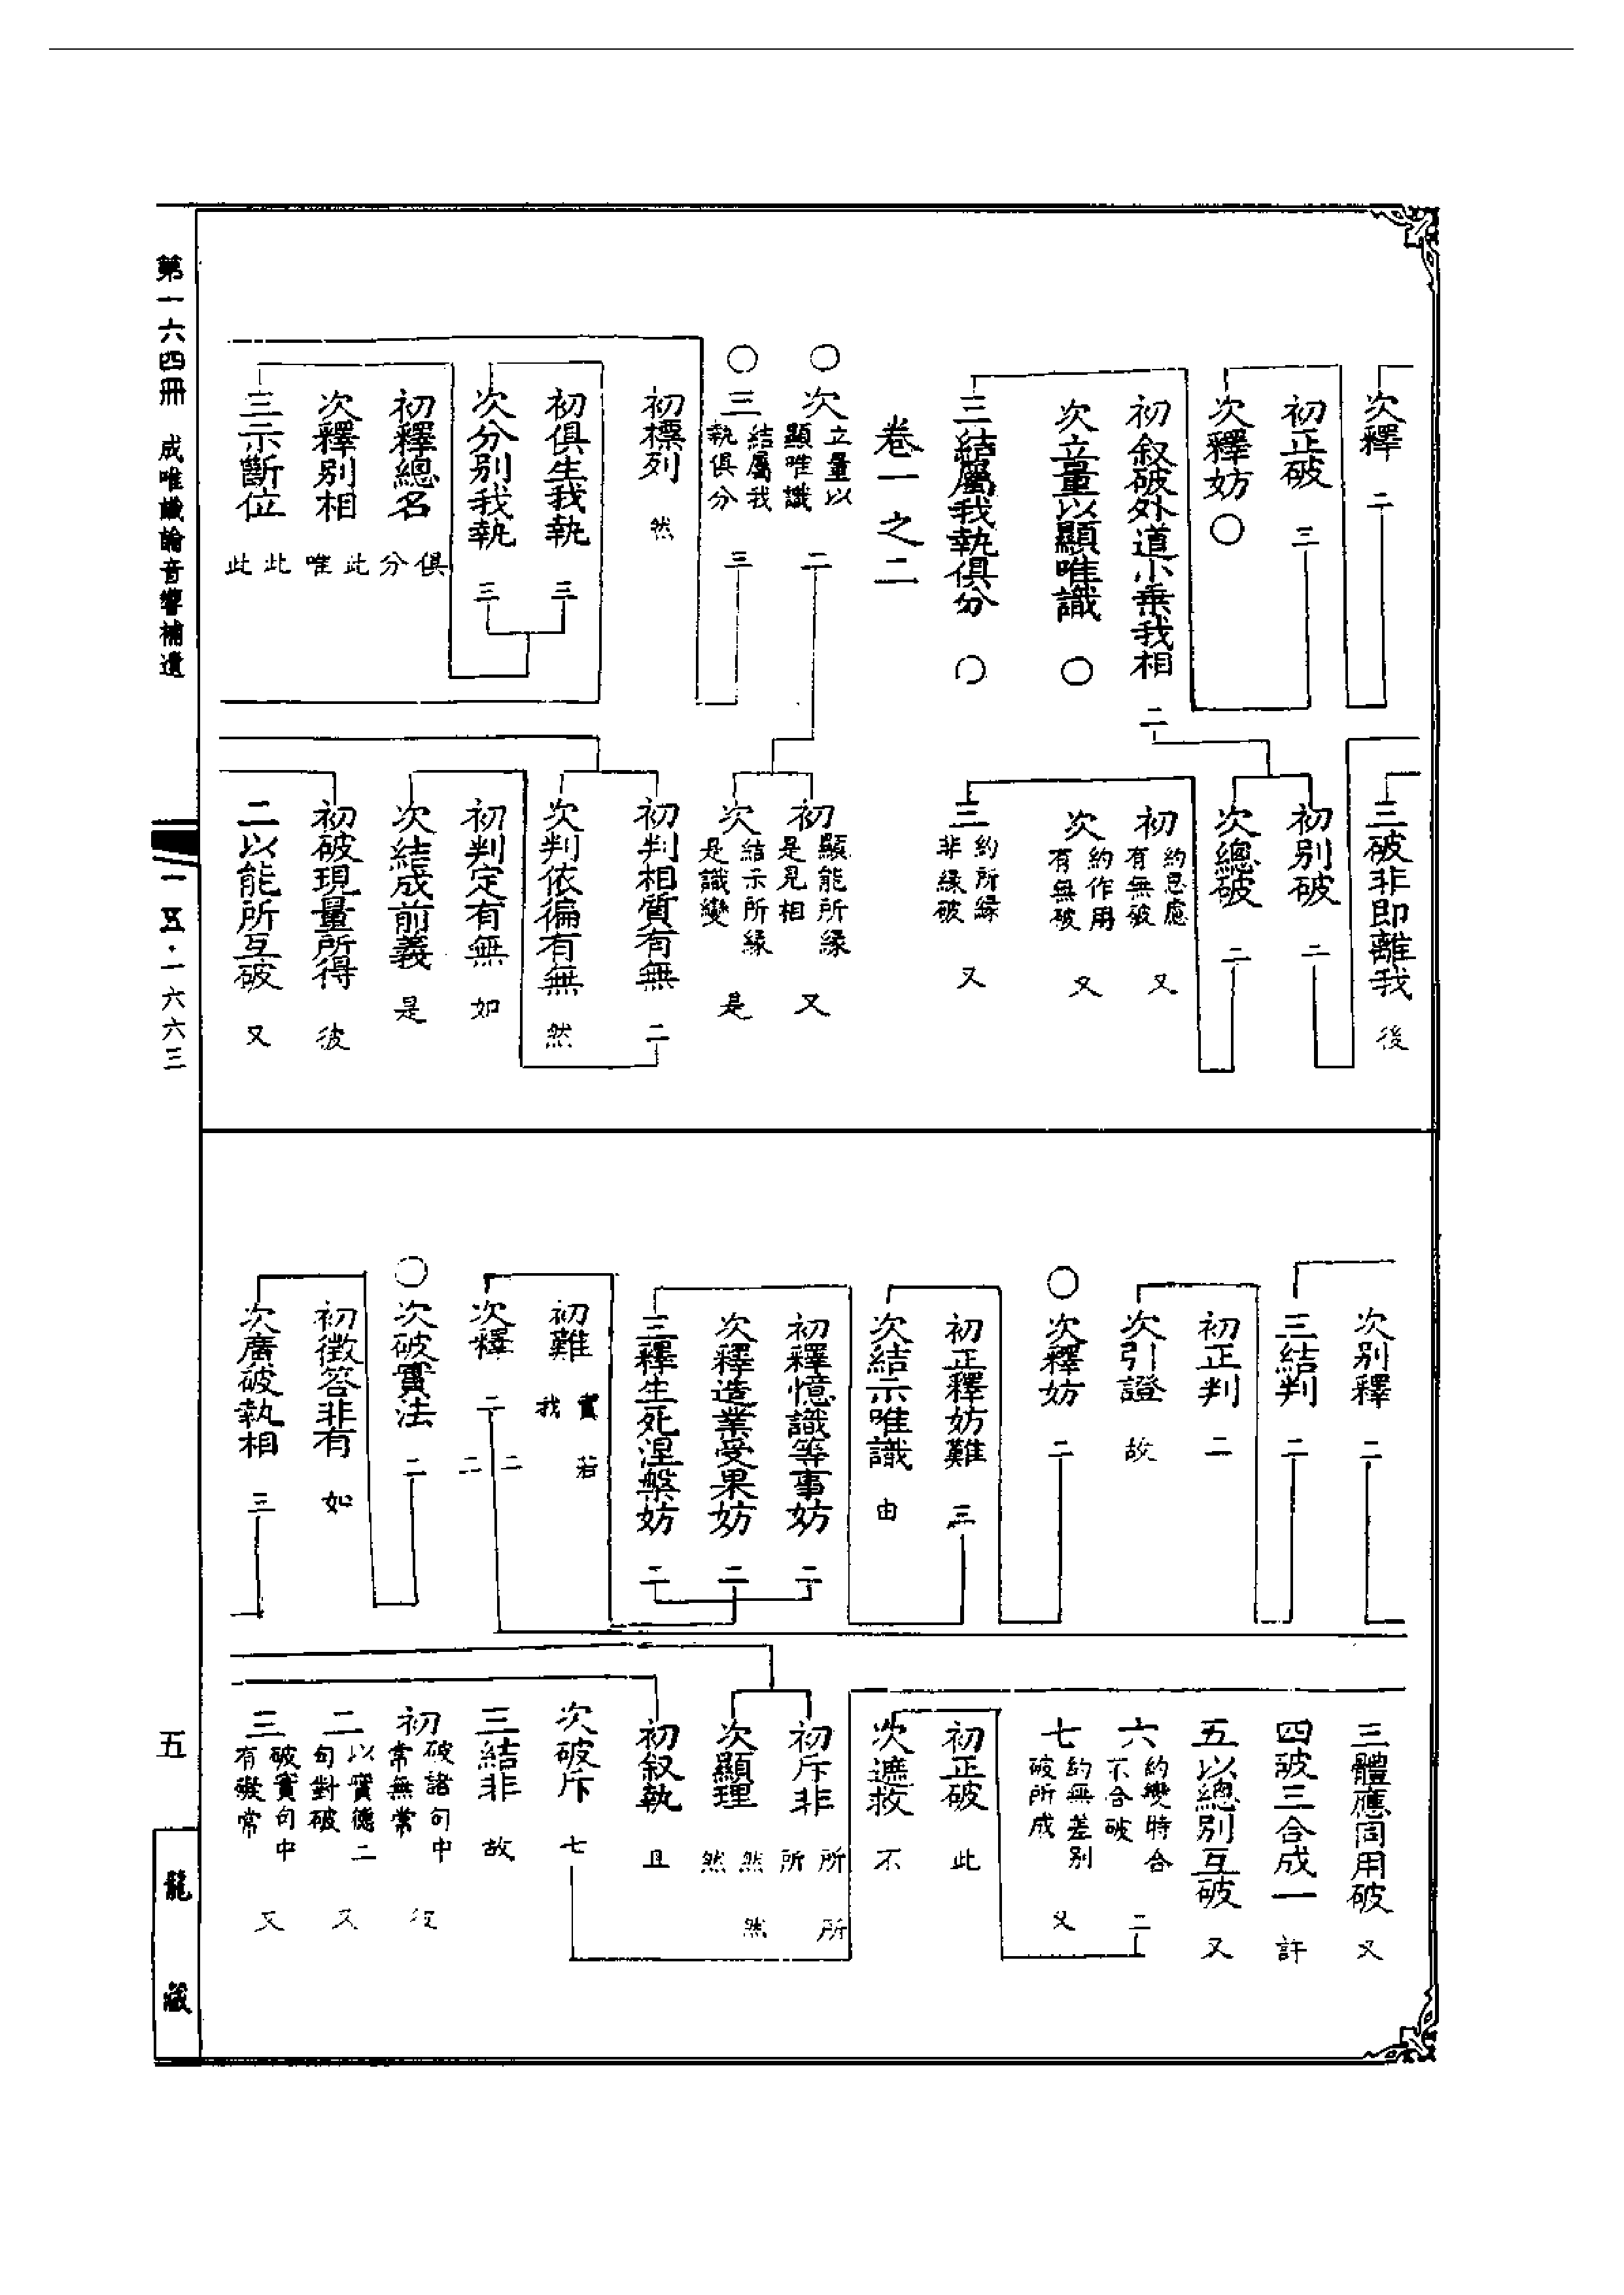 次釋 二
初正破 三
次釋妨 〇
初叙破外道小乗我相 二
次立量以顯唯識 〇
三結屬我執俱分 〇
卷一之二
〇次立量以顯唯識 二
〇三結屬我執俱分 三
初標列 然
初俱生我執 三
次分別我執 三
初釋總名 俱分
次釋別相 此唯
三示斷位 此此
三破非即離我 後
初別破 二
次總破 二
初約思慮有無破 又
次約作用有無破 又
三約所緣非緣破 又
初顯能所緣是見相 又
次結示所緣是識變 是
初判相質有無 二
次判依徧有無 然
初判定有無 如
次結成前義 是
初破現量所得 彼
二以能所互破 又
次別釋 二
三結判 二
初正判 二
次引證 故
〇次釋妨 二
初正釋妨難 三
次結示唯識 由
初釋憶識等事妨 二
次釋造業受果妨 二
三釋生死涅槃妨 二
初難 實我 若
次釋 二 二 二
〇次破實法 二
初徵答非有 如
次廣破執相 三
三體應同用破 又
四破三合成一 許
五以總別互破 又
六約變時合不合破 二
七約無差別破所成 又
初正破 此
次遮救 不
初斥非 所所 所
次顯理 然然 然
初叙執 且
次破斥 七
三結非 故
初破諸句中常無常 彼
二以實德二句對破 又
三破實句中有礙常 又
第一六四冊 成唯識論音響補遺
一五·一六六三
五
龍藏